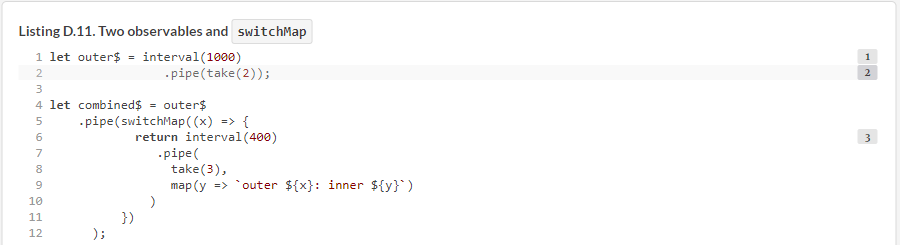 Listing D.11. Two observables and switchMap
1 let outer$ = interval(1000) 1
2 .pipe(take(2)); 2
3
4 let combined$ = outer$
5 .pipe(switchMap((x) => {
6 return interval(400) 3
7 .pipe(
8 take(3),
9 map(y => `outer ${x}: inner ${y}`)
10 )
11 })
12 );